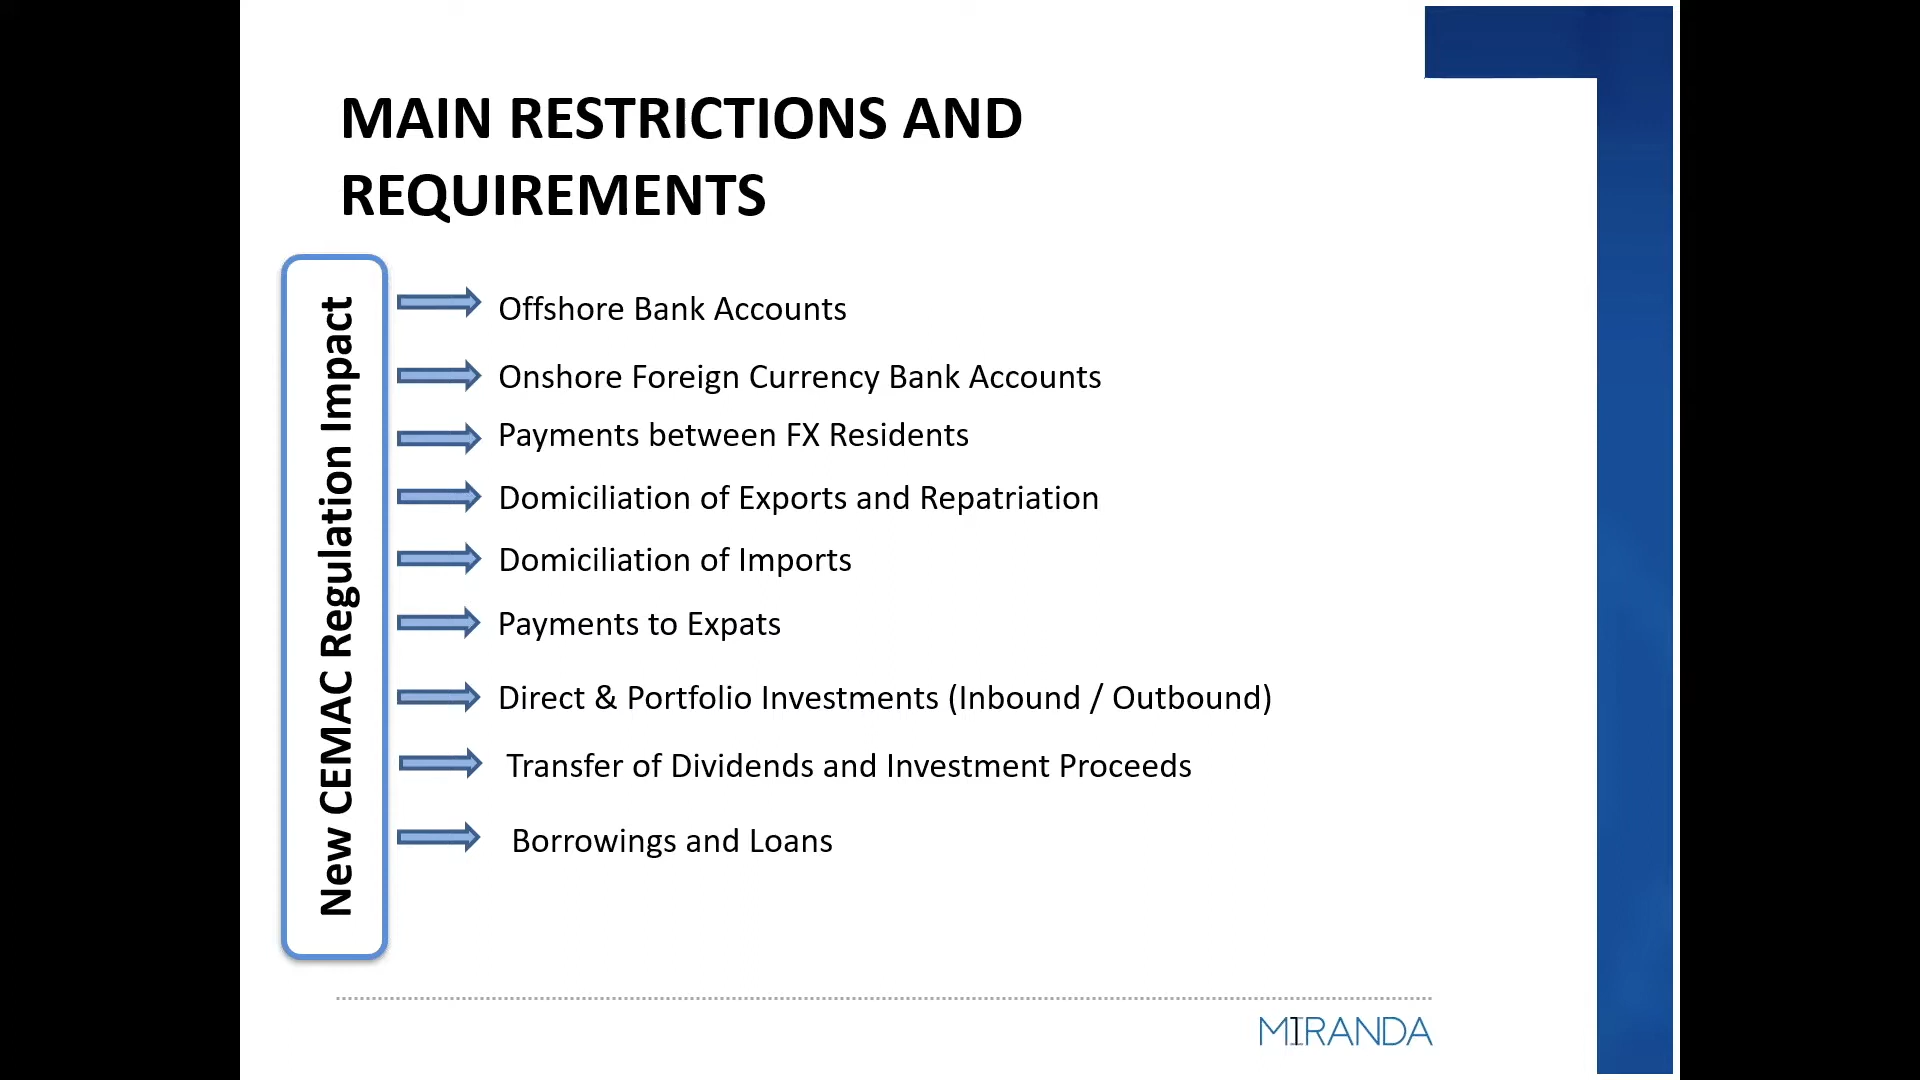 MAIN RESTRICTIONS AND
REQUIREMENTS
New CEMAC Regulation Impact
Offshore Bank Accounts
Onshore Foreign Currency Bank Accounts
Payments between FX Residents
Domiciliation of Exports and Repatriation
Domiciliation of Imports
Payments to Expats
Direct & Portfolio Investments (Inbound / Outbound)
Transfer of Dividends and Investment Proceeds
Borrowings and Loans
MIRANDA